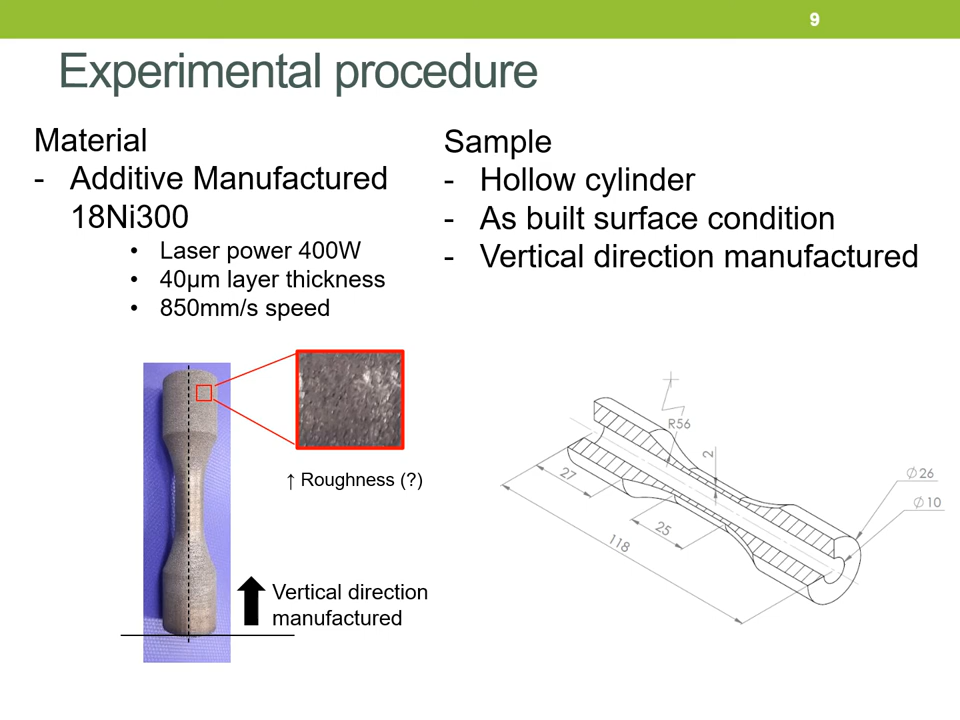 9
Experimental procedure
Material
- Additive Manufactured
18Ni300
• Laser power 400W
• 40µm layer thickness
• 850mm/s speed
Sample
- Hollow cylinder
- As built surface condition
- Vertical direction manufactured
↑ Roughness (?)
Vertical direction
manufactured
R56
2
27
25
118
∅26
∅10